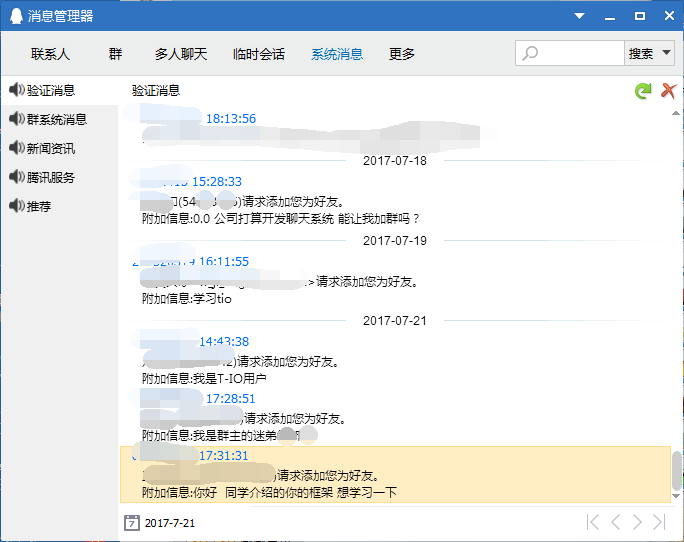 消息管理器
联系人 群 多人聊天 临时会话 系统消息 更多 搜索
验证消息
群系统消息
新闻资讯
腾讯服务
推荐
验证消息
18:13:56
2017-07-18
15:28:33
请求添加您为好友。
附加信息:0.0 公司打算开发聊天系统 能让我加群吗？
2017-07-19
16:11:55
>请求添加您为好友。
附加信息:学习tio
2017-07-21
14:43:38
)请求添加您为好友。
附加信息:我是T-IO用户
17:28:51
)请求添加您为好友。
附加信息:我是群主的迷弟
17:31:31
)请求添加您为好友。
附加信息:你好 同学介绍的你的框架 想学习一下
7 2017-7-21